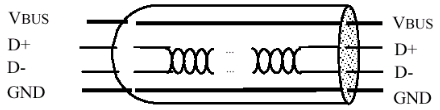 VBUS VBUS
D+ D+
D- D-
... ...
GND GND